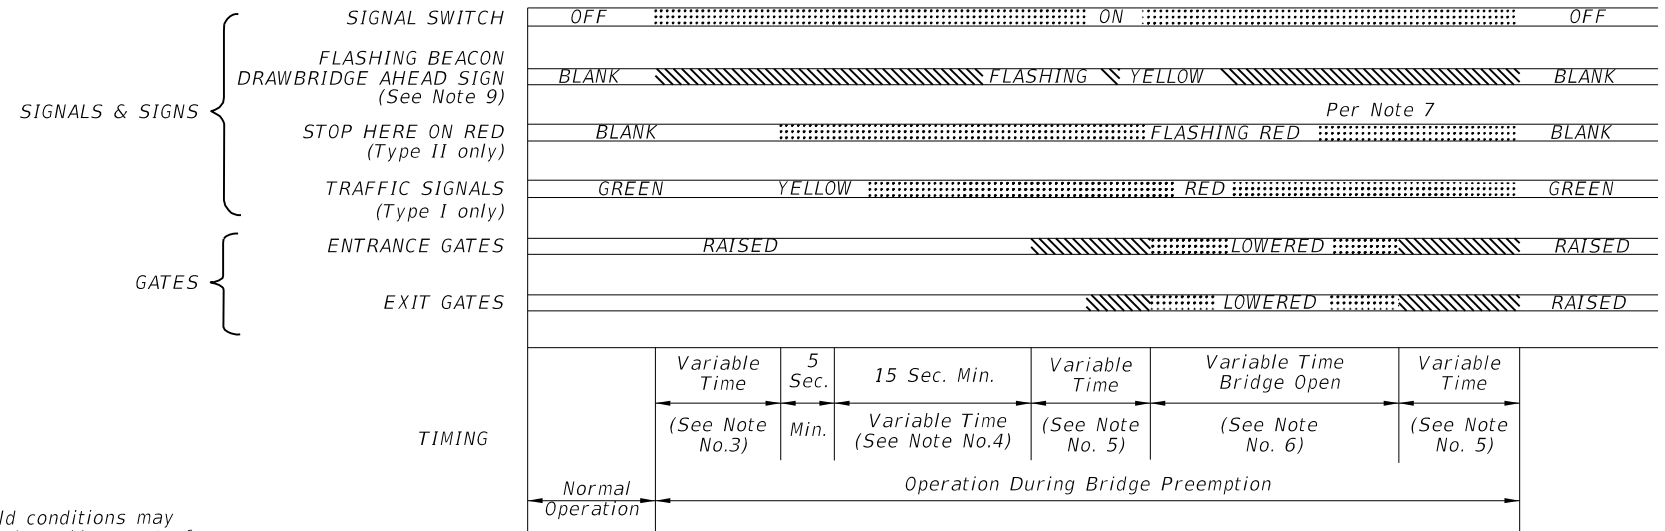 SIGNAL SWITCH OFF ON OFF
FLASHING BEACON
DRAWBRIDGE AHEAD SIGN BLANK FLASHING YELLOW BLANK
(See Note 9)
SIGNALS & SIGNS
Per Note 7
STOP HERE ON RED BLANK FLASHING RED BLANK
(Type II only)
TRAFFIC SIGNALS GREEN YELLOW RED GREEN
(Type I only)
ENTRANCE GATES RAISED LOWERED RAISED
GATES
EXIT GATES LOWERED RAISED
TIMING
Variable
Time
(See Note
No.3)
5
Sec.
Min.
15 Sec. Min.
Variable Time
(See Note No.4)
Variable
Time
(See Note
No. 5)
Variable Time
Bridge Open
(See Note
No. 6)
Variable
Time
(See Note
No. 5)
Normal
Operation
Operation During Bridge Preemption
ld conditions may